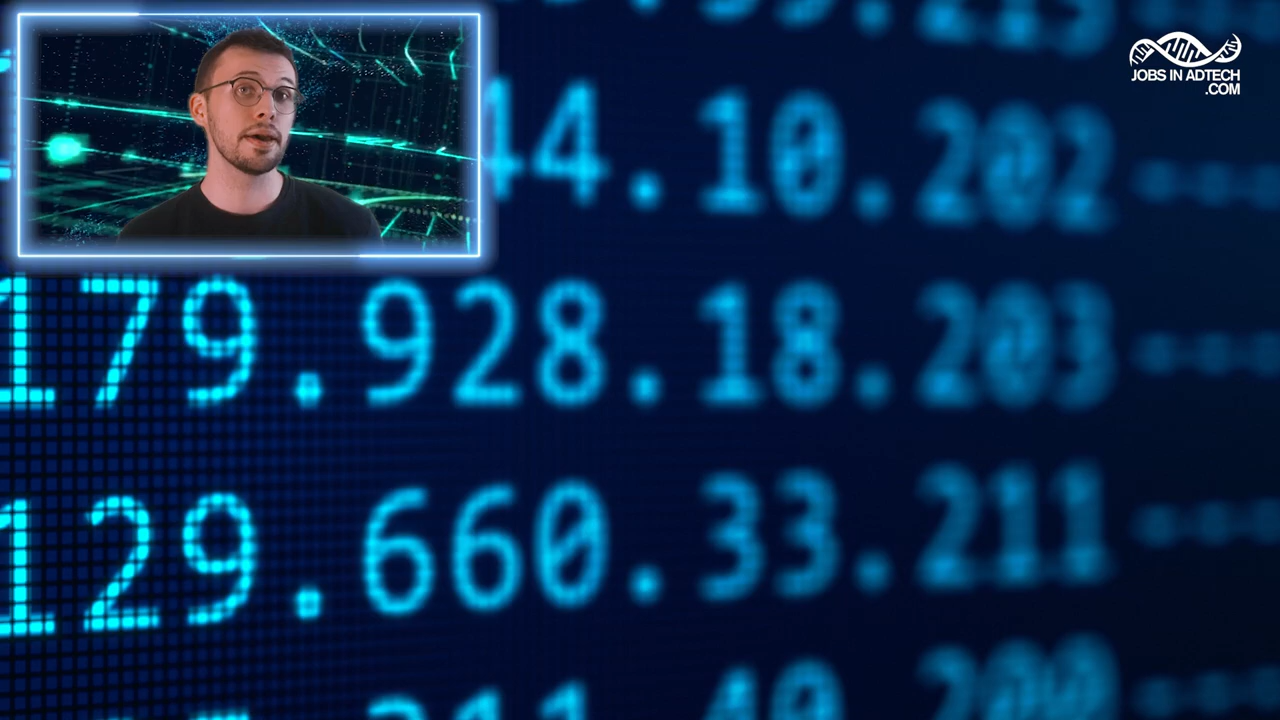 JOBS IN ADTECH
.COM
44.10.202
179.928.18.203
129.660.33.211